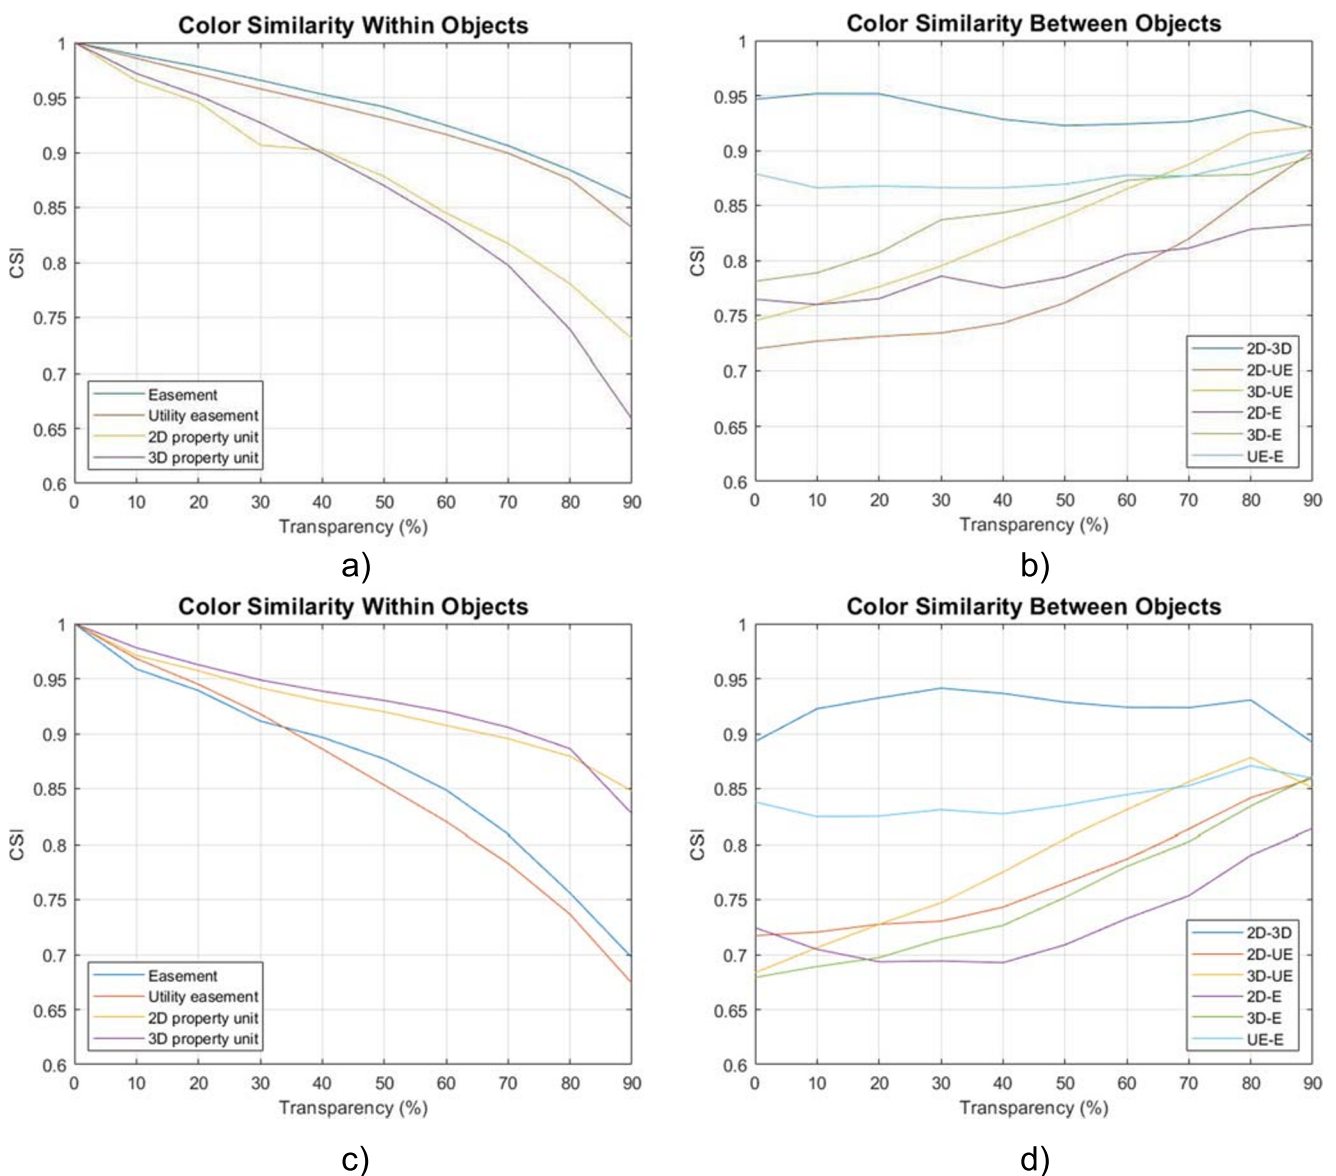 Color Similarity Within Objects
1
0.95
0.9
0.85
0.8
0.75
0.7
0.65
0.6
CSI
Easement
Utility easement
2D property unit
3D property unit
0 10 20 30 40 50 60 70 80 90
Transparency (%)
a)
Color Similarity Between Objects
1
0.95
0.9
0.85
0.8
0.75
0.7
0.65
0.6
CSI
2D-3D
2D-UE
3D-UE
2D-E
3D-E
UE-E
0 10 20 30 40 50 60 70 80 90
Transparency (%)
b)
Color Similarity Within Objects
1
0.95
0.9
0.85
0.8
0.75
0.7
0.65
0.6
CSI
Easement
Utility easement
2D property unit
3D property unit
0 10 20 30 40 50 60 70 80 90
Transparency (%)
c)
Color Similarity Between Objects
1
0.95
0.9
0.85
0.8
0.75
0.7
0.65
0.6
CSI
2D-3D
2D-UE
3D-UE
2D-E
3D-E
UE-E
0 10 20 30 40 50 60 70 80 90
Transparency (%)
d)